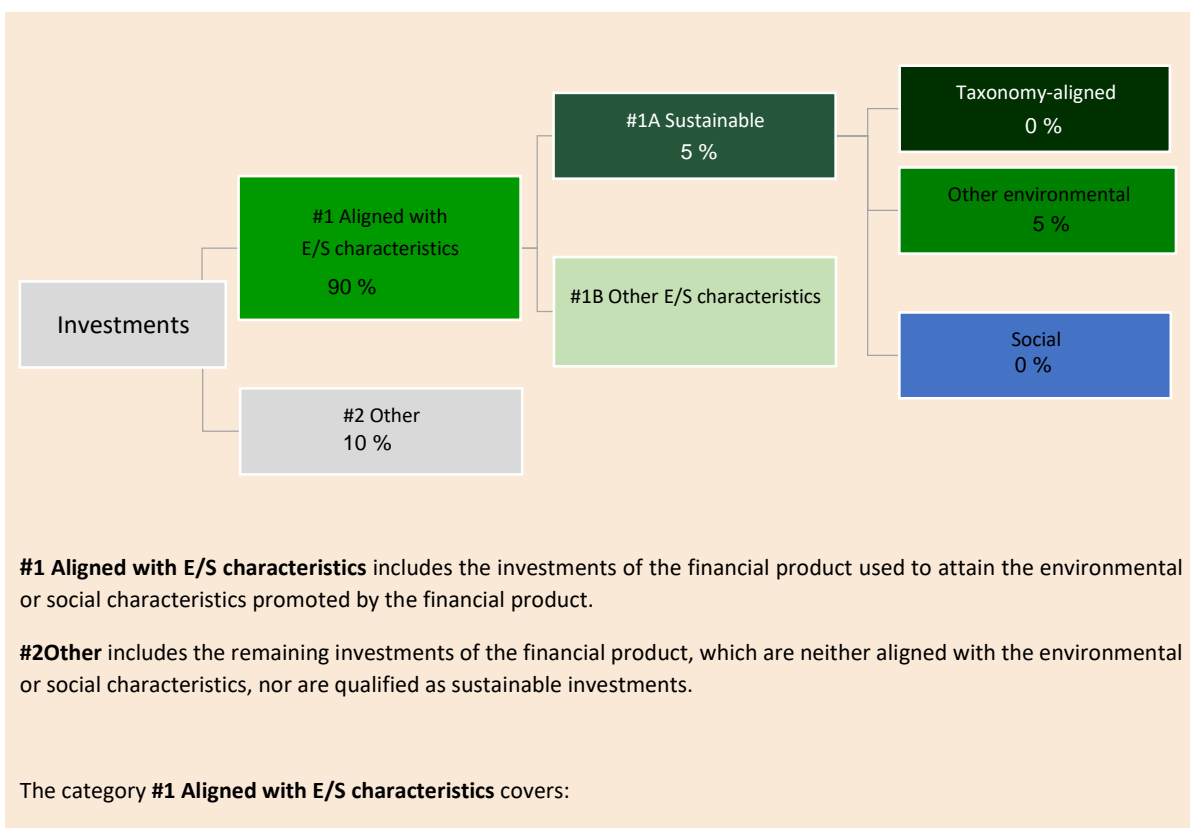 Investments
#1 Aligned with
E/S characteristics
90 %
#2 Other
10 %
#1A Sustainable
5 %
#1B Other E/S characteristics
Taxonomy-aligned
0 %
Other environmental
5 %
Social
0 %
#1 Aligned with E/S characteristics includes the investments of the financial product used to attain the environmental
or social characteristics promoted by the financial product.
#2Other includes the remaining investments of the financial product, which are neither aligned with the environmental
or social characteristics, nor are qualified as sustainable investments.
The category #1 Aligned with E/S characteristics covers: